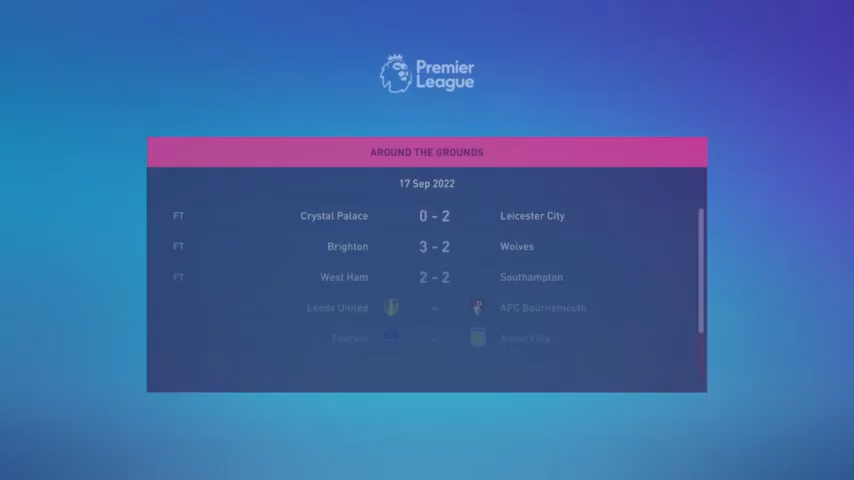 Premier
League
AROUND THE GROUNDS
17 Sep 2022
FT Crystal Palace 0 - 2 Leicester City
FT Brighton 3 - 2 Wolves
FT West Ham 2 - 2 Southampton
Leeds United - AFC Bournemouth
Everton - Aston Villa